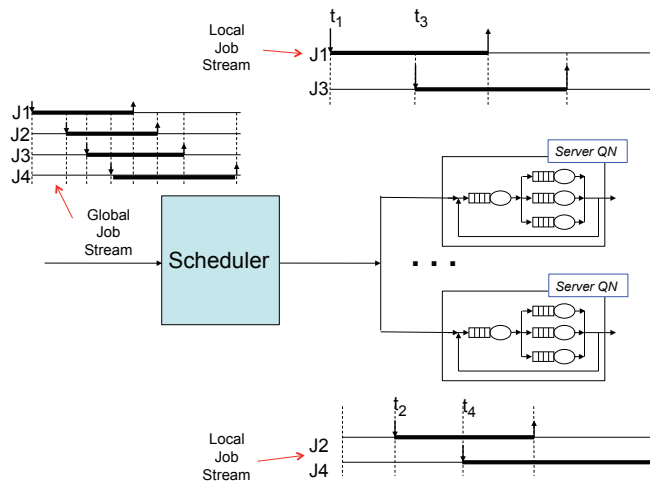 t1 t3
Local
Job
Stream
J1
J3
J1
J2
J3
J4
Global
Job
Stream
Scheduler
Server QN
. . .
Server QN
t2 t4
Local
Job
Stream
J2
J4